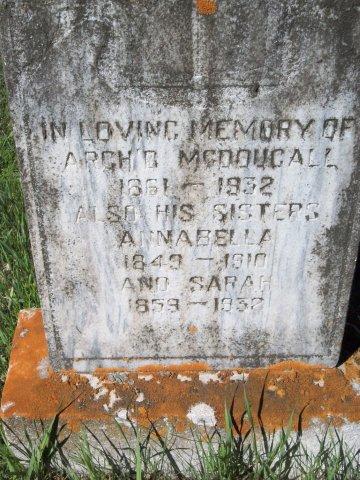 IN LOVING MEMORY OF
ARCH'D. MCDOUGALL
1861 - 1932
ALSO HIS SISTERS
ANNABELLA
1849 - 1910
AND SARAH
1859 - 1932